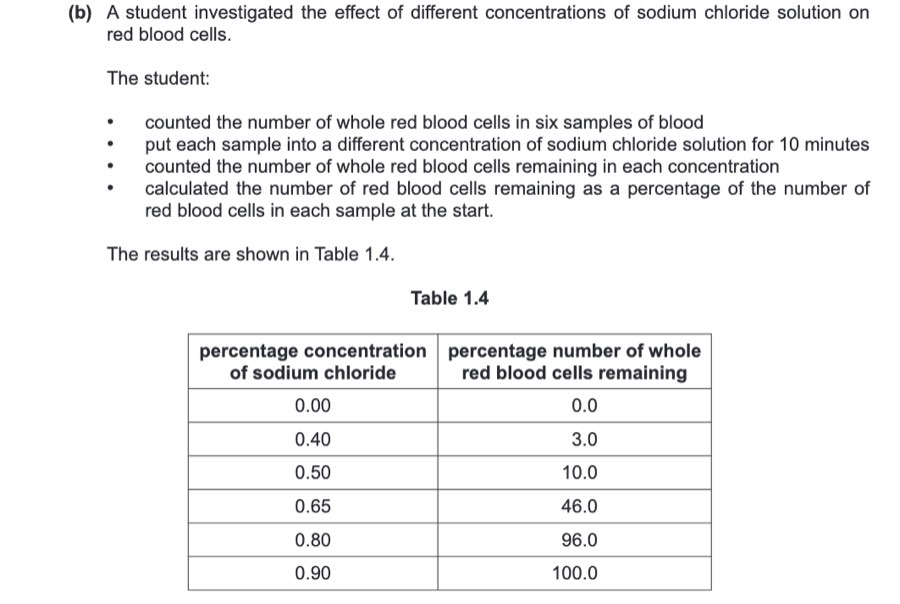 (b) A student investigated the effect of different concentrations of sodium chloride solution on
red blood cells.
The student:
• counted the number of whole red blood cells in six samples of blood
• put each sample into a different concentration of sodium chloride solution for 10 minutes
• counted the number of whole red blood cells remaining in each concentration
• calculated the number of red blood cells remaining as a percentage of the number of
red blood cells in each sample at the start.
The results are shown in Table 1.4.
Table 1.4
percentage concentration percentage number of whole
of sodium chloride red blood cells remaining
0.00 0.0
0.40 3.0
0.50 10.0
0.65 46.0
0.80 96.0
0.90 100.0